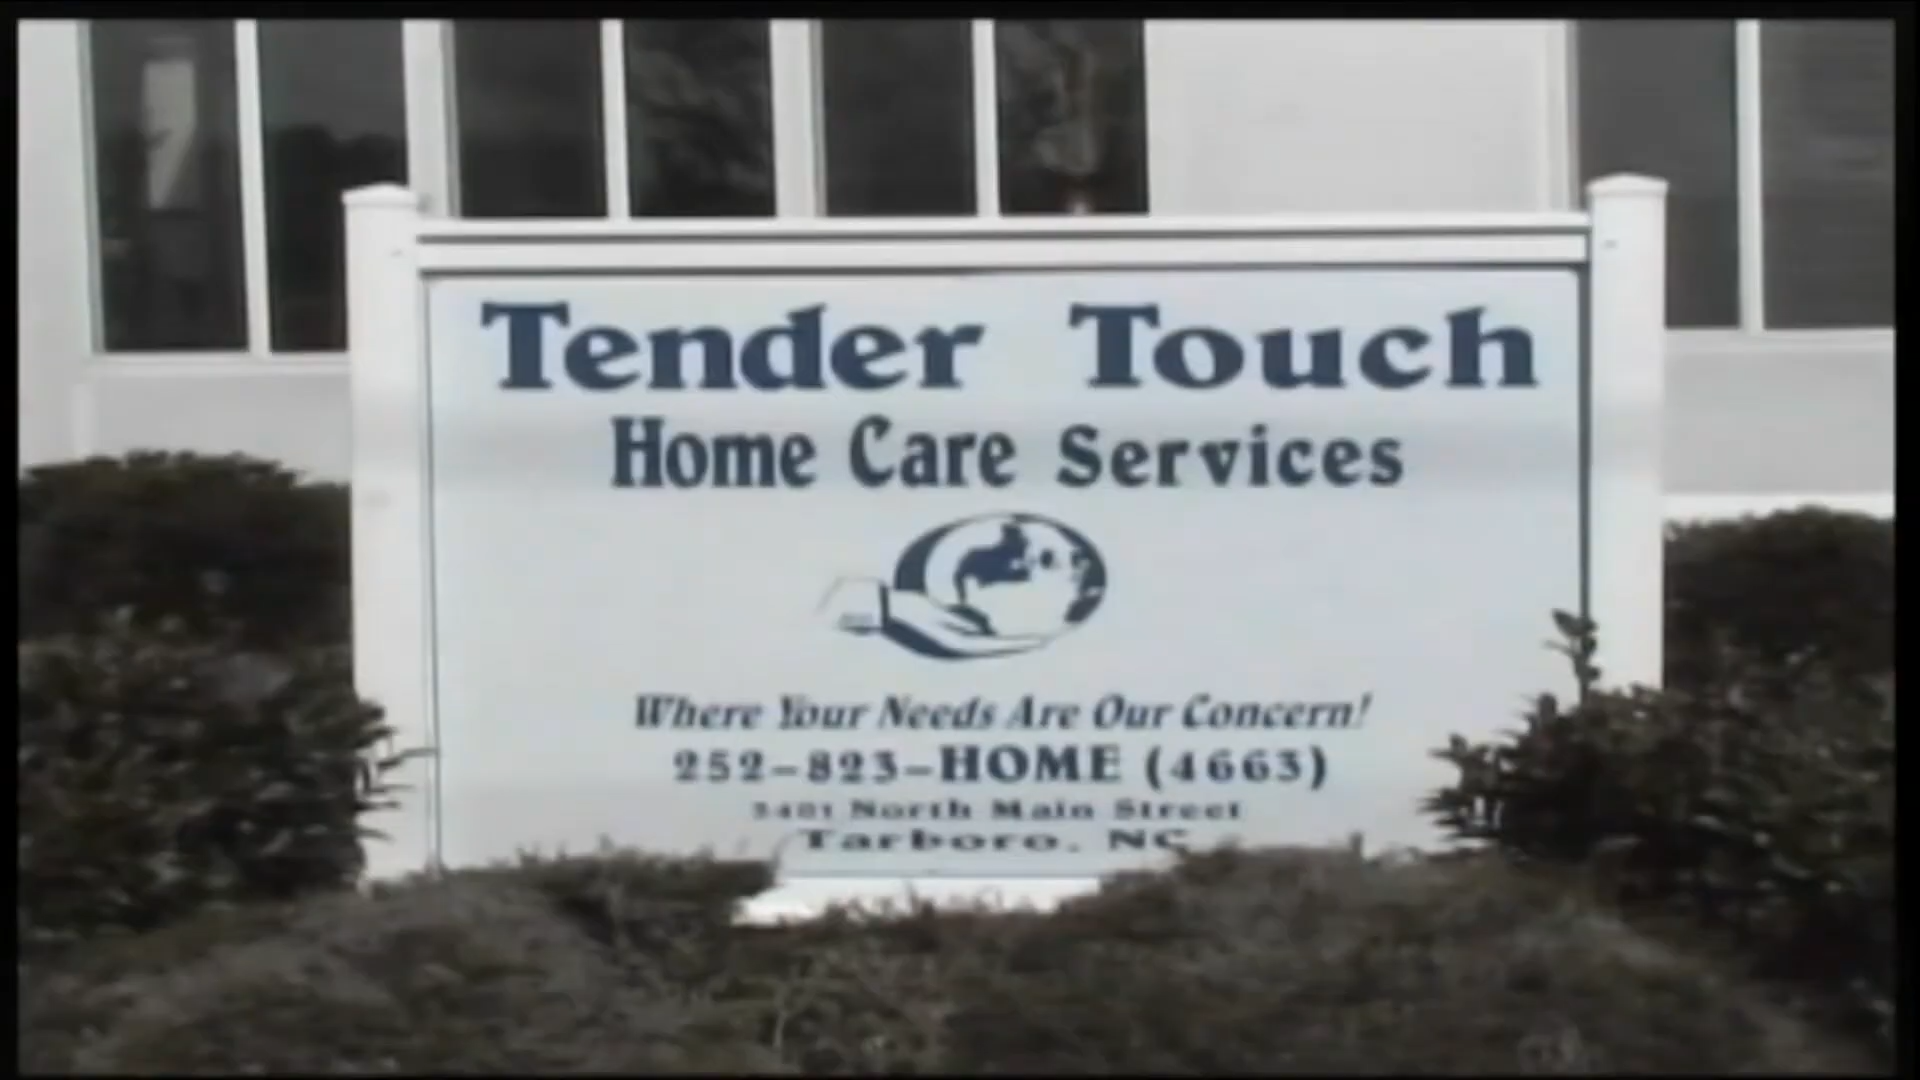 Tender Touch
Home Care Services
Where Your Needs Are Our Concern!
252-823-HOME (4663)
North Main Street
Tarboro, NC